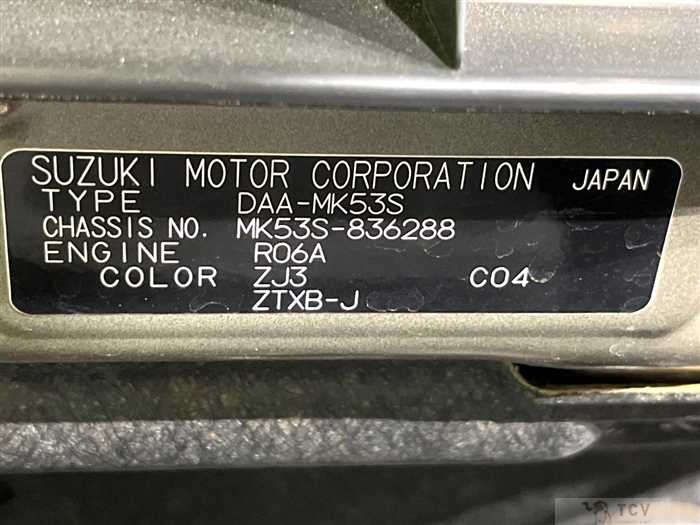 SUZUKI MOTOR CORPORATION JAPAN
TYPE DAA-MK53S
CHASSIS NO. MK53S-836288
ENGINE R06A
COLOR ZJ3 C04
ZTXB-J
TCV